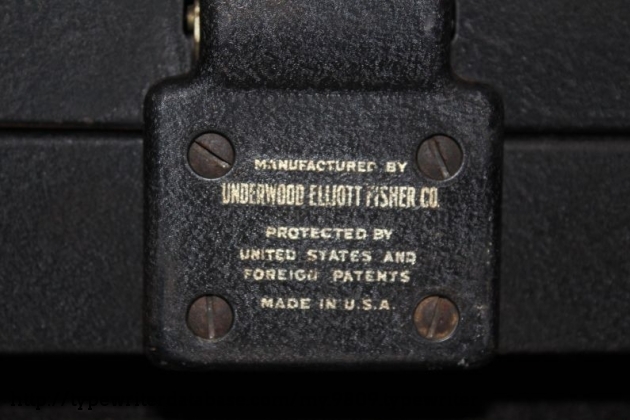 MANUFACTURED BY
UNDERWOOD ELLIOTT FISHER CO.
PROTECTED BY
UNITED STATES AND
FOREIGN PATENTS
MADE IN U.S.A.